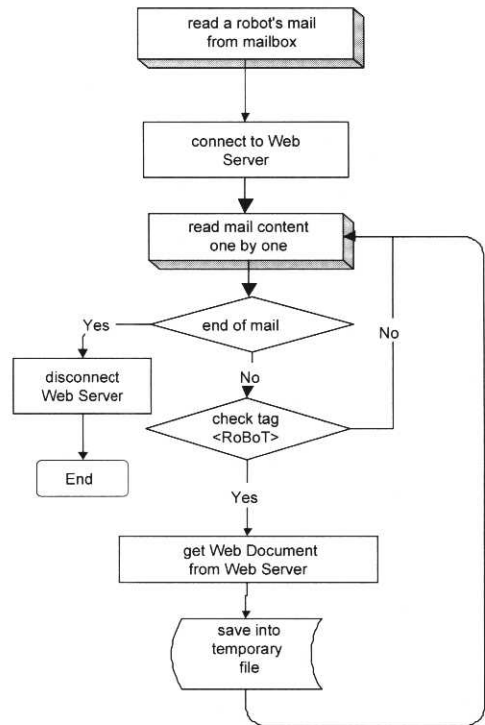 read a robot's mail
from mailbox
connect to Web
Server
read mail content
one by one
Yes
end of mail
No
disconnect
Web Server
No
check tag
<RoBoT>
End
Yes
get Web Document
from Web Server
save into
temporary
file